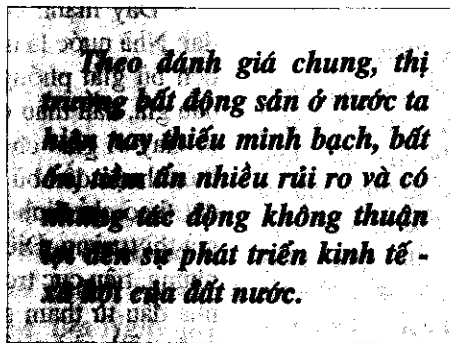 Theo đánh giá chung, thị
trường bất động sản ở nước ta
hiện nay thiếu minh bạch, bất
ổn, tiềm ẩn nhiều rủi ro và có
những tác động không thuận
lợi đến sự phát triển kinh tế -
xã hội của đất nước.